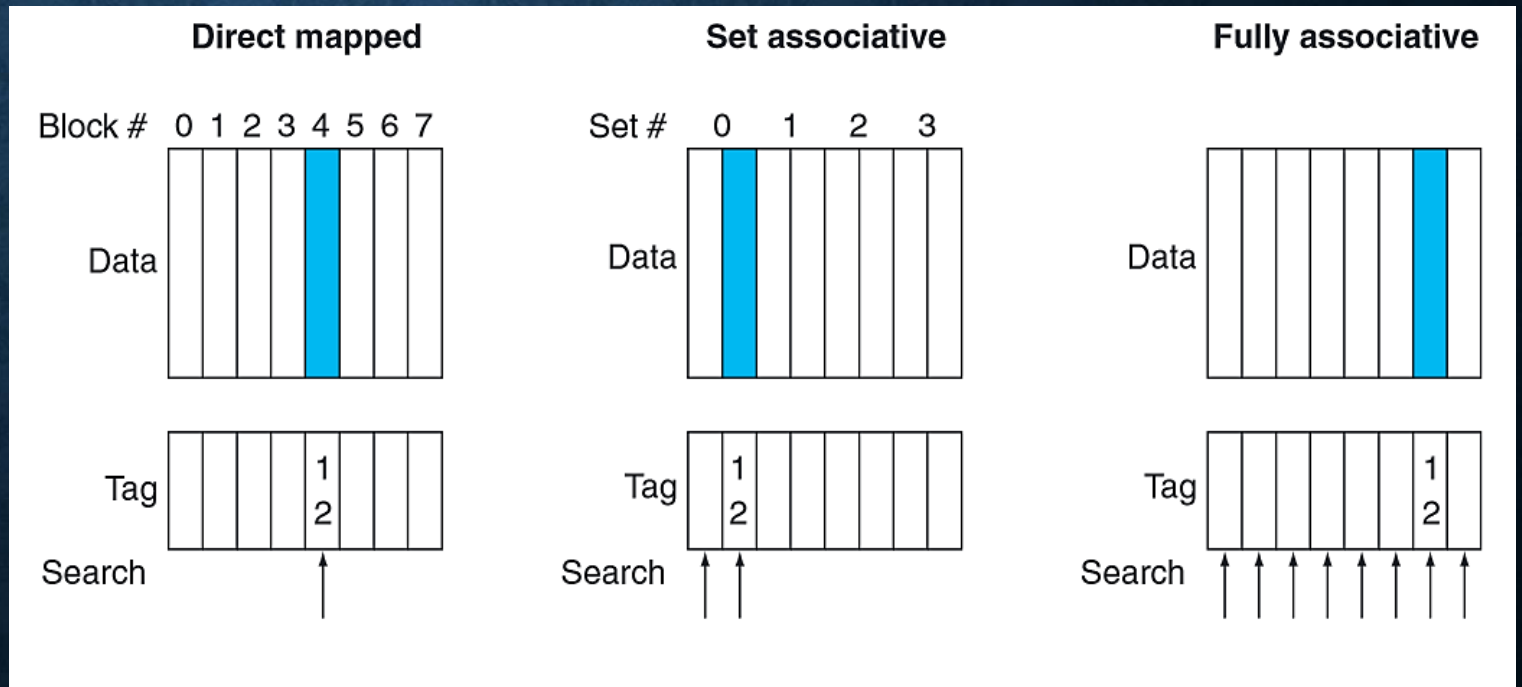 Direct mapped
Set associative
Fully associative
Block # 0 1 2 3 4 5 6 7
Set # 0 1 2 3
Data
Data
Data
Tag
1
2
Tag
1
2
Tag
1
2
Search
Search
Search